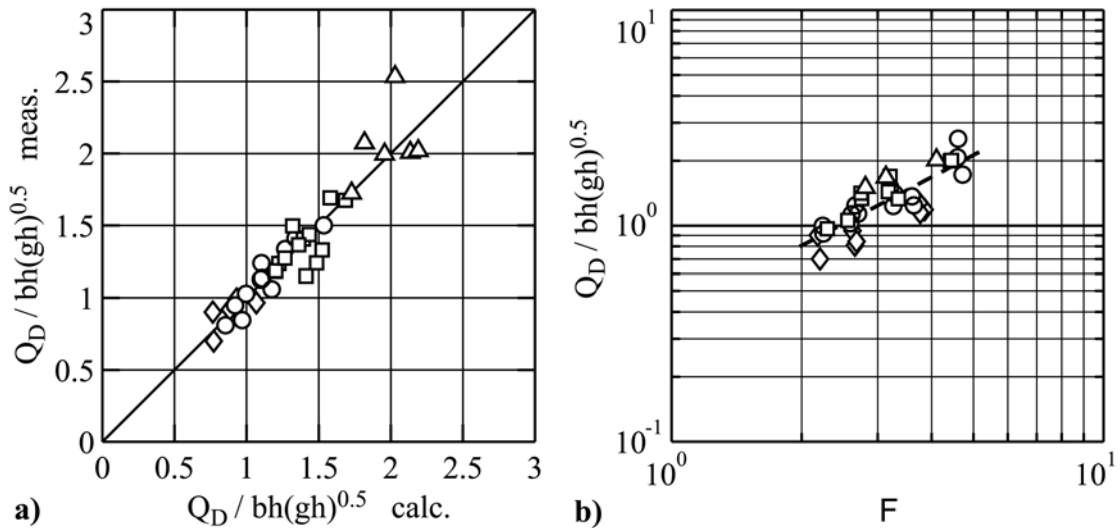 3
2.5
2
1.5
1
0.5
0
Q_D / bh(gh)^0.5 meas.
0 0.5 1 1.5 2 2.5 3
a) Q_D / bh(gh)^0.5 calc.
10^1
10^0
10^-1
Q_D / bh(gh)^0.5
10^0 10^1
b) F